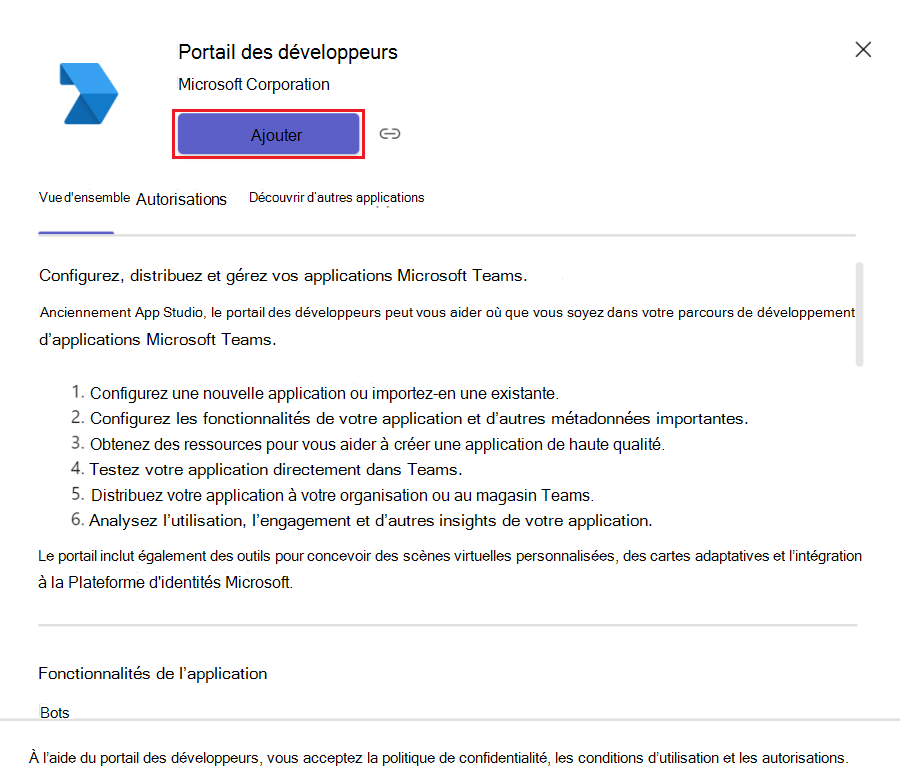 Portail des développeurs
Microsoft Corporation
Ajouter
Vue d'ensemble Autorisations Découvrir d'autres applications
Configurez, distribuez et gérez vos applications Microsoft Teams.
Anciennement App Studio, le portail des développeurs peut vous aider où que vous soyez dans votre parcours de développement
d'applications Microsoft Teams.
1. Configurez une nouvelle application ou importez-en une existante.
2. Configurez les fonctionnalités de votre application et d'autres métadonnées importantes.
3. Obtenez des ressources pour vous aider à créer une application de haute qualité.
4. Testez votre application directement dans Teams.
5. Distribuez votre application à votre organisation ou au magasin Teams.
6. Analysez l'utilisation, l'engagement et d'autres insights de votre application.
Le portail inclut également des outils pour concevoir des scènes virtuelles personnalisées, des cartes adaptatives et l'intégration
à la Plateforme d'identités Microsoft.
Fonctionnalités de l'application
Bots
À l'aide du portail des développeurs, vous acceptez la politique de confidentialité, les conditions d'utilisation et les autorisations.